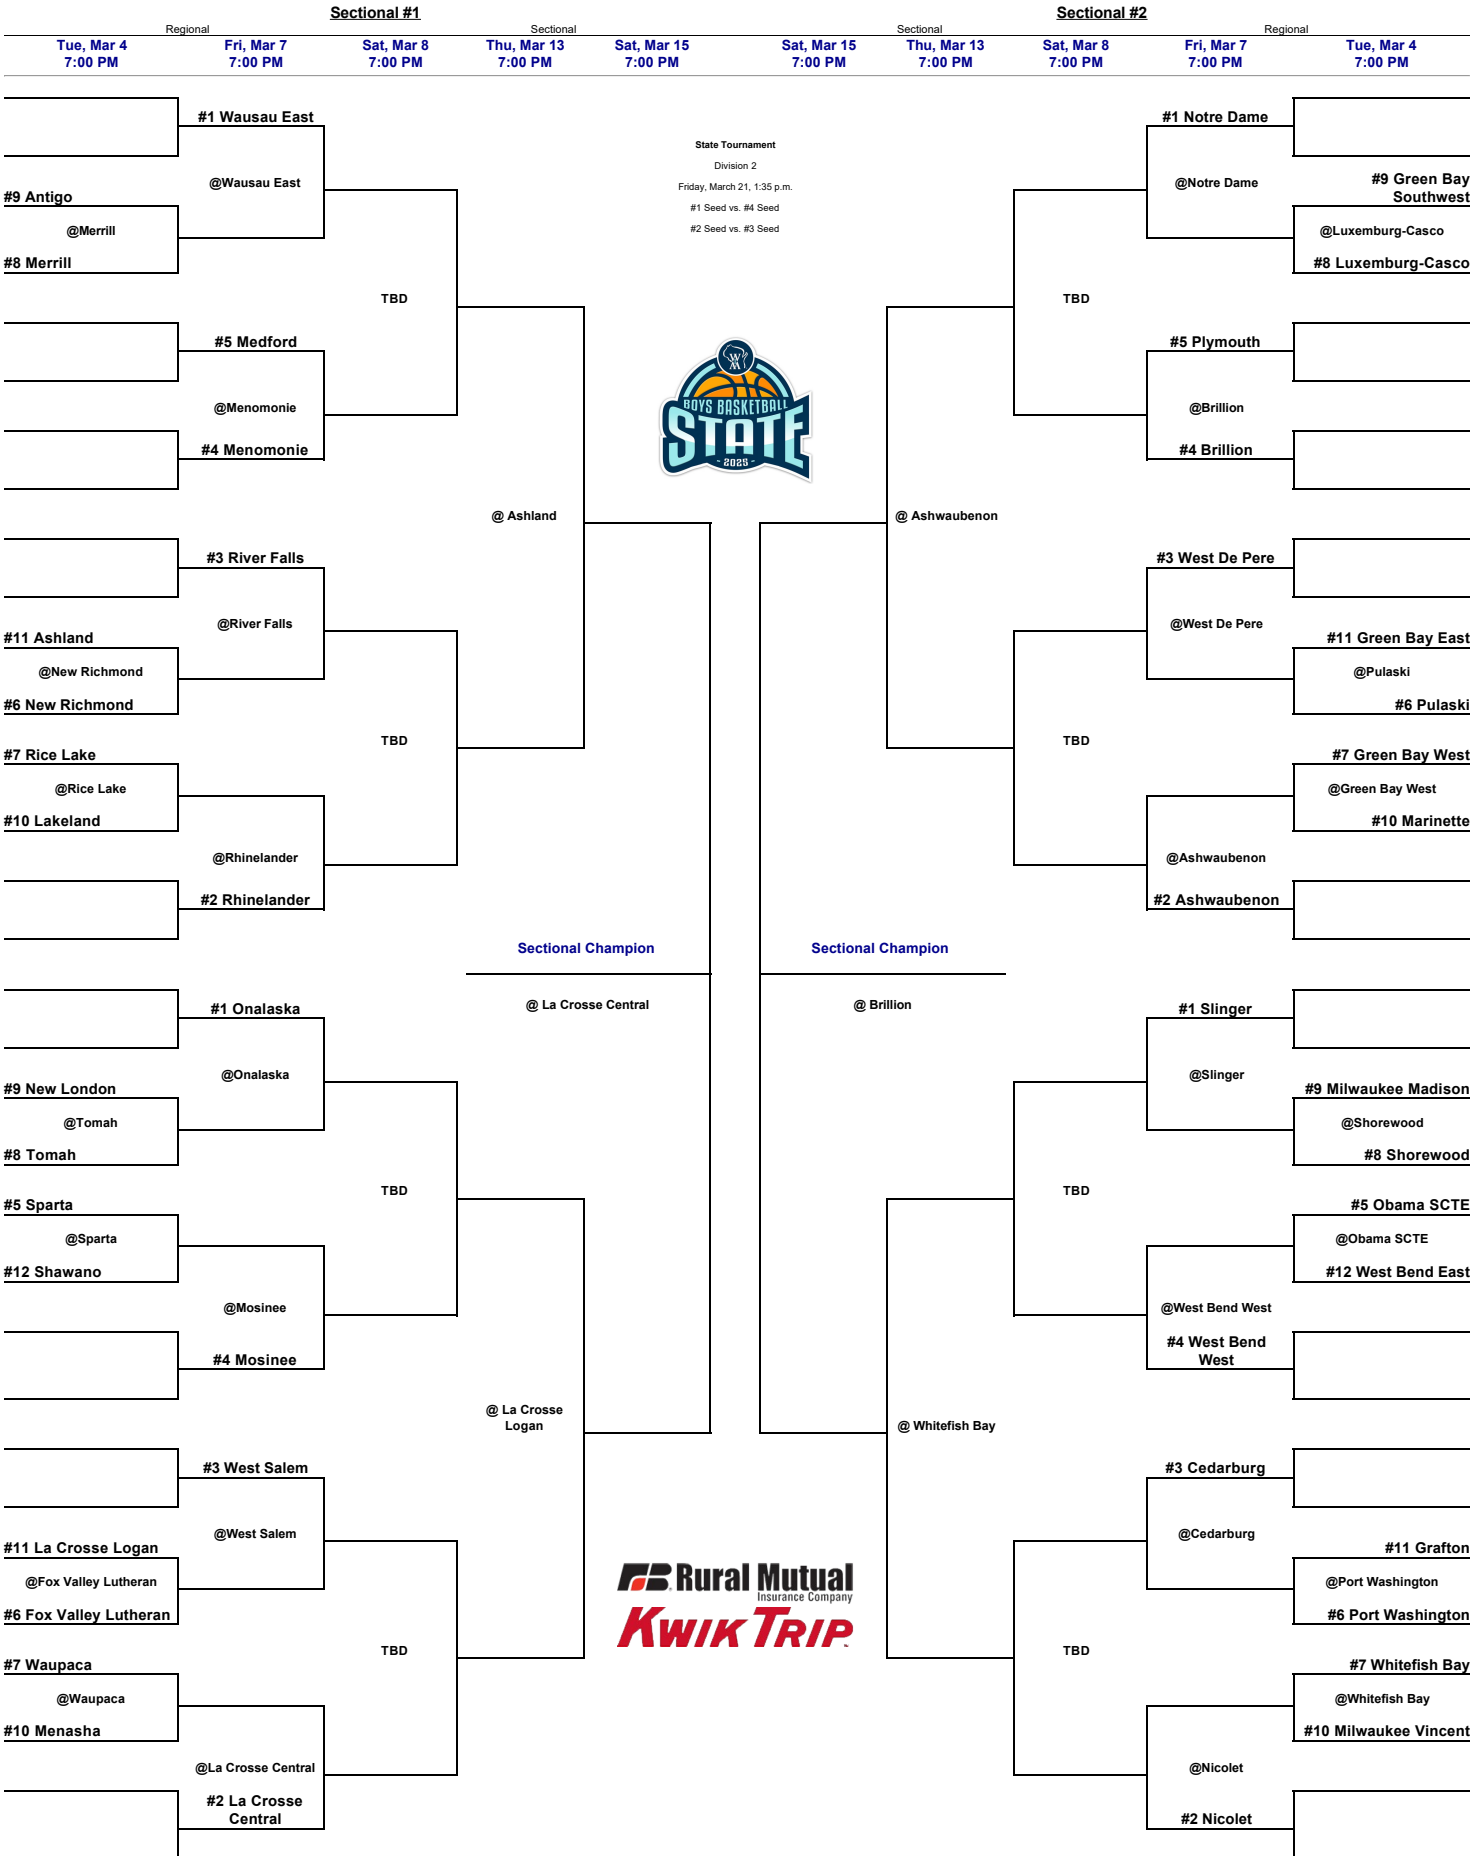 Sectional #1
Sectional #2
Regional
Sectional
Sectional
Regional
Tue, Mar 4
7:00 PM
Fri, Mar 7
7:00 PM
Sat, Mar 8
7:00 PM
Thu, Mar 13
7:00 PM
Sat, Mar 15
7:00 PM
Sat, Mar 15
7:00 PM
Thu, Mar 13
7:00 PM
Sat, Mar 8
7:00 PM
Fri, Mar 7
7:00 PM
Tue, Mar 4
7:00 PM
#1 Wausau East
@Wausau East
#9 Antigo
@Merrill
#8 Merrill
TBD
#5 Medford
@Menomonie
#4 Menomonie
@ Ashland
#3 River Falls
@River Falls
#11 Ashland
@New Richmond
#6 New Richmond
TBD
#7 Rice Lake
@Rice Lake
#10 Lakeland
@Rhinelander
#2 Rhinelander
Sectional Champion
@ La Crosse Central
#1 Onalaska
@Onalaska
#9 New London
@Tomah
#8 Tomah
TBD
#5 Sparta
@Sparta
#12 Shawano
@Mosinee
#4 Mosinee
@ La Crosse
Logan
#3 West Salem
@West Salem
#11 La Crosse Logan
@Fox Valley Lutheran
#6 Fox Valley Lutheran
TBD
#7 Waupaca
@Waupaca
#10 Menasha
@La Crosse Central
#2 La Crosse
Central
State Tournament
Division 2
Friday, March 21, 1:35 p.m.
#1 Seed vs. #4 Seed
#2 Seed vs. #3 Seed
W
AA
BOYS BASKETBALL
STATE
- 2025 -
Rural Mutual
Insurance Company
KWIK TRIP
#1 Notre Dame
@Notre Dame
#9 Green Bay
Southwest
@Luxemburg-Casco
#8 Luxemburg-Casco
TBD
#5 Plymouth
@Brillion
#4 Brillion
@ Ashwaubenon
#3 West De Pere
@West De Pere
#11 Green Bay East
@Pulaski
#6 Pulaski
TBD
#7 Green Bay West
@Green Bay West
#10 Marinette
@Ashwaubenon
#2 Ashwaubenon
Sectional Champion
@ Brillion
#1 Slinger
@Slinger
#9 Milwaukee Madison
@Shorewood
#8 Shorewood
TBD
#5 Obama SCTE
@Obama SCTE
#12 West Bend East
@West Bend West
#4 West Bend
West
@ Whitefish Bay
#3 Cedarburg
@Cedarburg
#11 Grafton
@Port Washington
#6 Port Washington
TBD
#7 Whitefish Bay
@Whitefish Bay
#10 Milwaukee Vincent
@Nicolet
#2 Nicolet